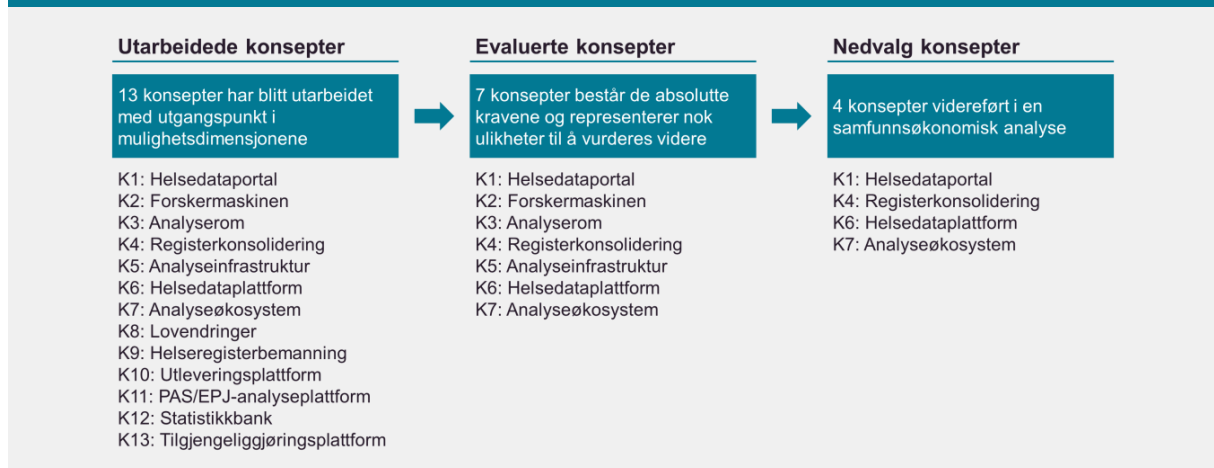 Utarbeidede konsepter
13 konsepter har blitt utarbeidet
med utgangspunkt i
mulighetsdimensjonene
K1: Helsedataportal
K2: Forskermaskinen
K3: Analyserom
K4: Registerkonsolidering
K5: Analyseinfrastruktur
K6: Helsedataplattform
K7: Analyseøkosystem
K8: Lovendringer
K9: Helseregisterbemanning
K10: Utleveringsplattform
K11: PAS/EPJ-analyseplattform
K12: Statistikkbank
K13: Tilgjengeliggjøringsplattform
Evaluerte konsepter
7 konsepter består de absolutte
kravene og representerer nok
ulikheter til å vurderes videre
K1: Helsedataportal
K2: Forskermaskinen
K3: Analyserom
K4: Registerkonsolidering
K5: Analyseinfrastruktur
K6: Helsedataplattform
K7: Analyseøkosystem
Nedvalg konsepter
4 konsepter videreført i en
samfunnsøkonomisk analyse
K1: Helsedataportal
K4: Registerkonsolidering
K6: Helsedataplattform
K7: Analyseøkosystem